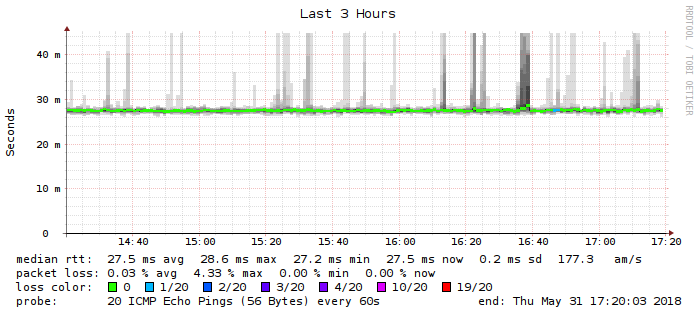 Last 3 Hours
RRDTOOL / TOBI OETIKER
Seconds
40 m
30 m
20 m
10 m
0
14:40 15:00 15:20 15:40 16:00 16:20 16:40 17:00 17:20
median rtt: 27.5 ms avg 28.6 ms max 27.2 ms min 27.5 ms now 0.2 ms sd 177.3 am/s
packet loss: 0.03 % avg 4.33 % max 0.00 % min 0.00 % now
loss color: 0 1/20 2/20 3/20 4/20 10/20 19/20
probe: 20 ICMP Echo Pings (56 Bytes) every 60s end: Thu May 31 17:20:03 2018